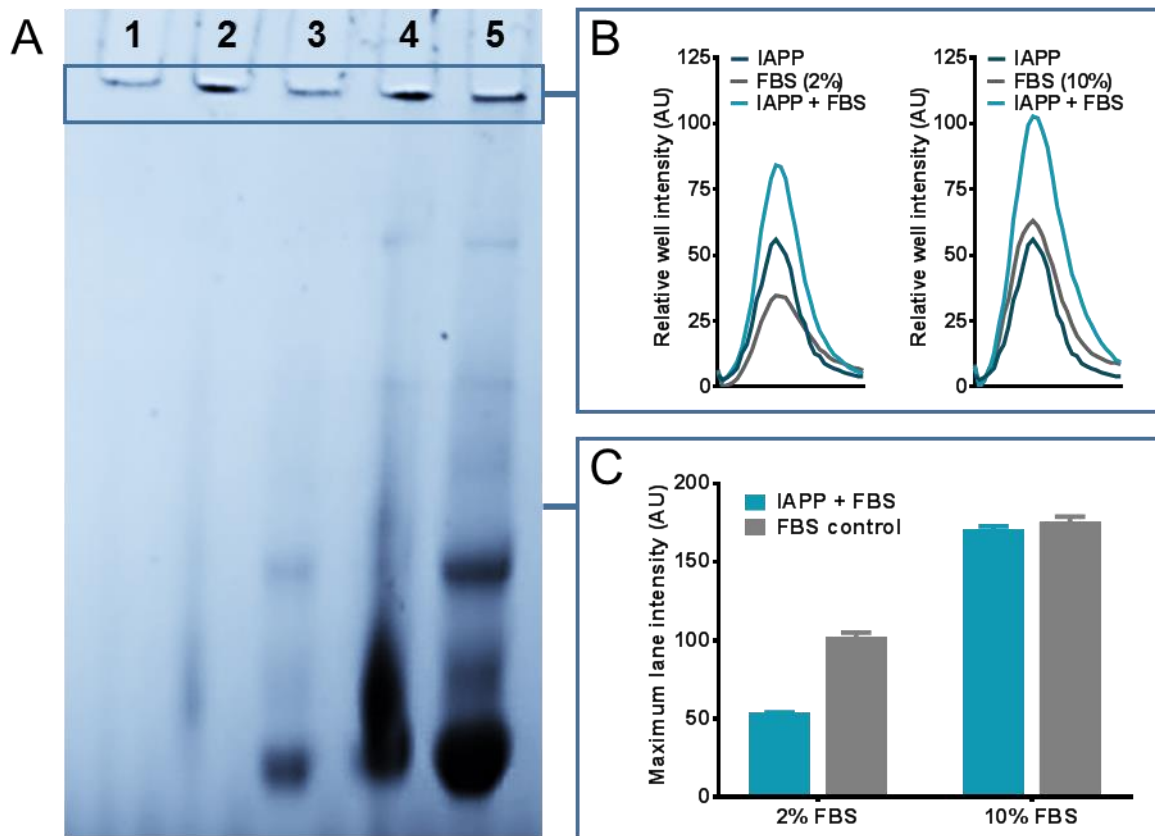 A
1 2 3 4 5
B
125
100
75
50
25
0
Relative well intensity (AU)
IAPP
FBS (2%)
IAPP + FBS
125
100
75
50
25
0
Relative well intensity (AU)
IAPP
FBS (10%)
IAPP + FBS
C
200
150
100
50
0
Maximum lane intensity (AU)
IAPP + FBS
FBS control
2% FBS
10% FBS